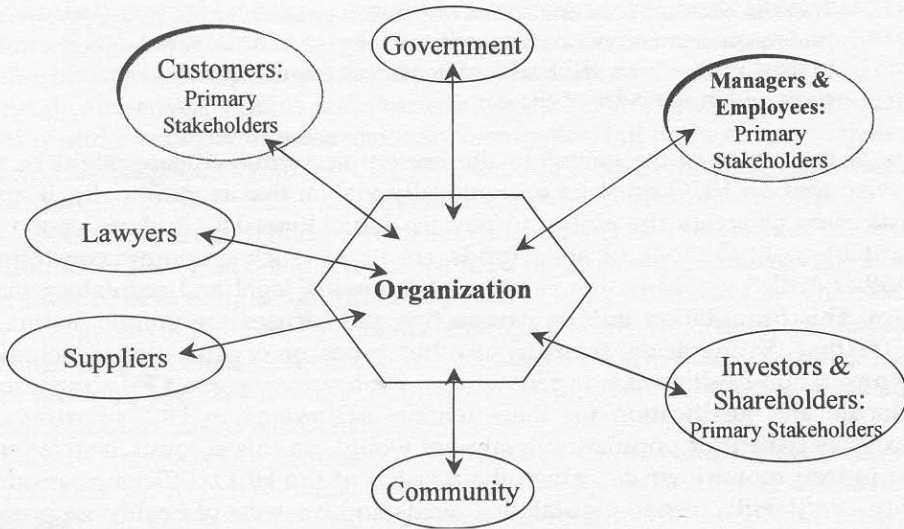 Government
Customers:
Primary
Stakeholders
Managers &
Employees:
Primary
Stakeholders
Lawyers
Organization
Suppliers
Investors &
Shareholders:
Primary Stakeholders
Community